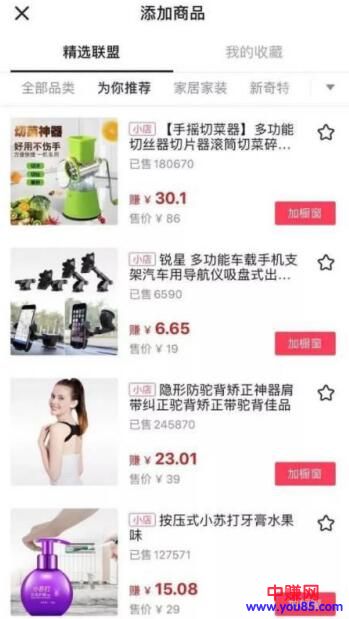 添加商品
精选联盟
我的收藏
全部品类 为你推荐 家居家装 新奇特
切菜神器
好用不伤手
小店 【手摇切菜器】多功能
切丝器切片器滚筒切菜碎…
已售 180670
赚 ¥ 30.1
售价 ¥ 86
加橱窗
小店 锐星 多功能车载手机支
架汽车用导航仪吸盘式出…
已售 6590
赚 ¥ 6.65
售价 ¥ 19
加橱窗
小店 隐形防驼背矫正神器肩
带纠正驼背矫正带驼背佳品
已售 245870
赚 ¥ 23.01
售价 ¥ 39
加橱窗
小苏打
小店 按压式小苏打牙膏水果
味
已售 127571
赚 ¥ 15.08
售价 ¥ 29
加橱窗
中赚网
www.you85.com